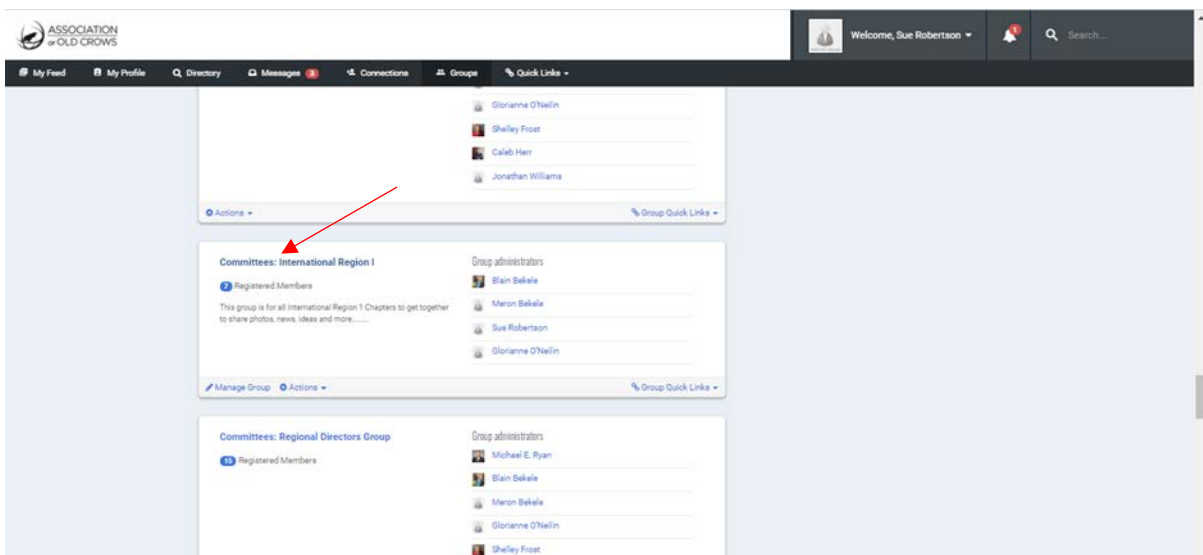 ASSOCIATION
OF OLD CROWS
Welcome, Sue Robertson
1
Search...
My Feed My Profile Directory Messages 2 Connections Groups Quick Links
Glorianne O'Neilin
Shelley Frost
Caleb Herr
Jonathan Williams
Actions Group Quick Links
Committees: International Region I Group administrators
7 Registered Members Blain Bekele
This group is for all International Region 1 Chapters to get together
to share photos, news, ideas and more........
Meron Bekele
Sue Robertson
Glorianne O'Neilin
Manage Group Actions Group Quick Links
Committees: Regional Directors Group Group administrators
15 Registered Members Michael E. Ryan
Blain Bekele
Meron Bekele
Glorianne O'Neilin
Shelley Frost